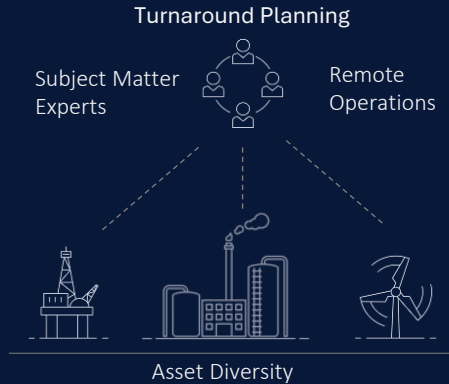 Turnaround Planning
Subject Matter
Experts
Remote
Operations
Asset Diversity